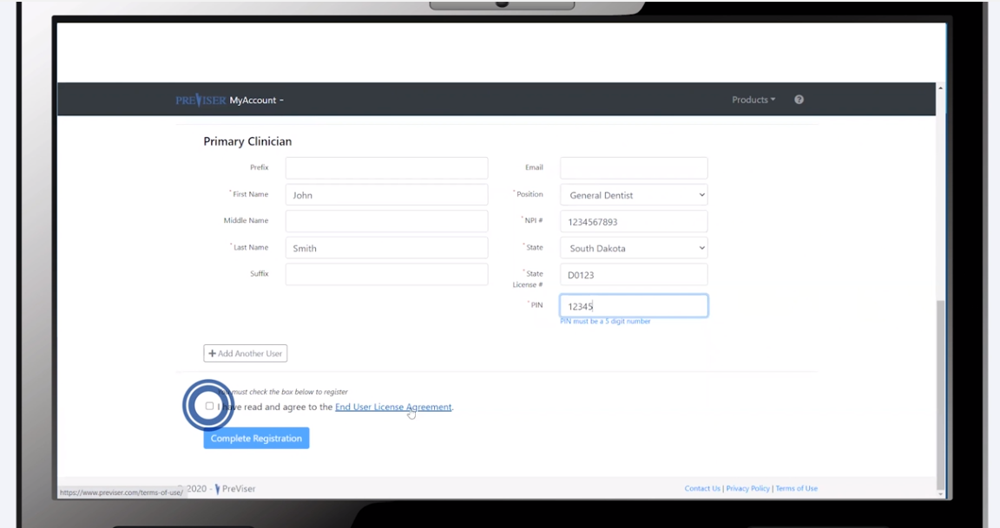 PREVISER MyAccount -
Products
?
Primary Clinician
Prefix
Email
* First Name John
* Position General Dentist
Middle Name
* NPI # 1234567893
* Last Name Smith
* State South Dakota
Suffix
* State
License # D0123
* PIN 12345
PIN must be a 5 digit number
+ Add Another User
You must check the box below to register
I have read and agree to the End User License Agreement.
Complete Registration
https://www.previser.com/terms-of-use/
2020 - PreViser
Contact Us | Privacy Policy | Terms of Use